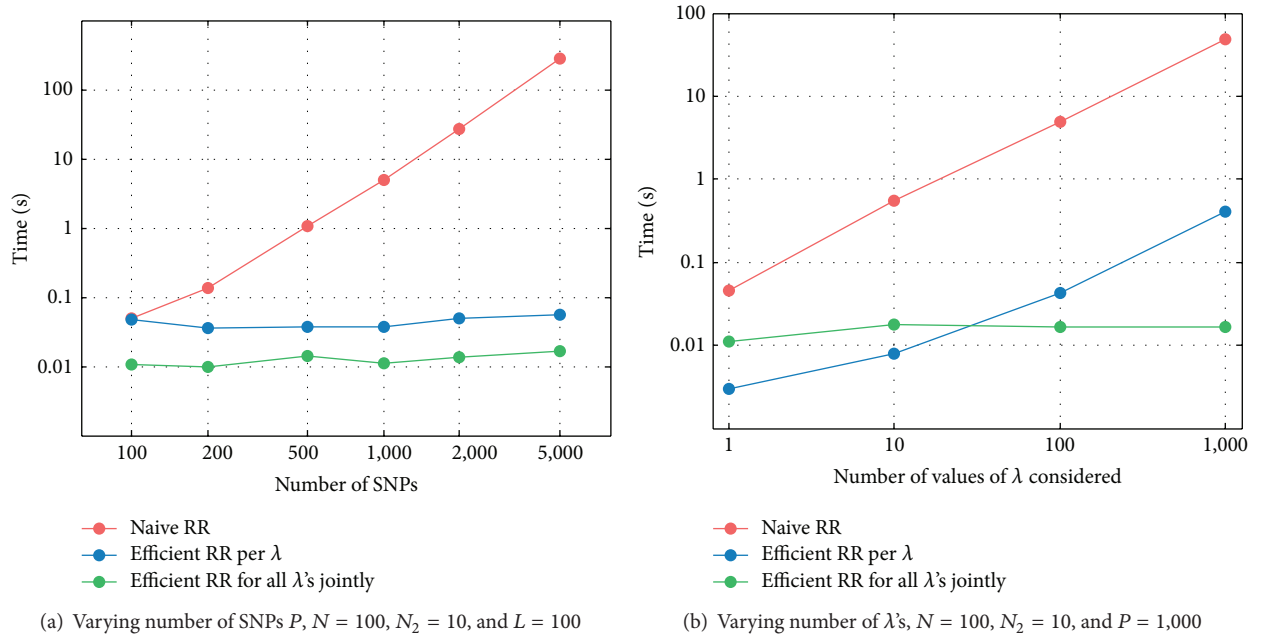 100
10
1
0.1
0.01
Time (s)
100 200 500 1,000 2,000 5,000
Number of SNPs
Naive RR
Efficient RR per λ
Efficient RR for all λ's jointly
(a) Varying number of SNPs P, N = 100, N₂ = 10, and L = 100
100
10
1
0.1
0.01
Time (s)
1 10 100 1,000
Number of values of λ considered
Naive RR
Efficient RR per λ
Efficient RR for all λ's jointly
(b) Varying number of λ's, N = 100, N₂ = 10, and P = 1,000